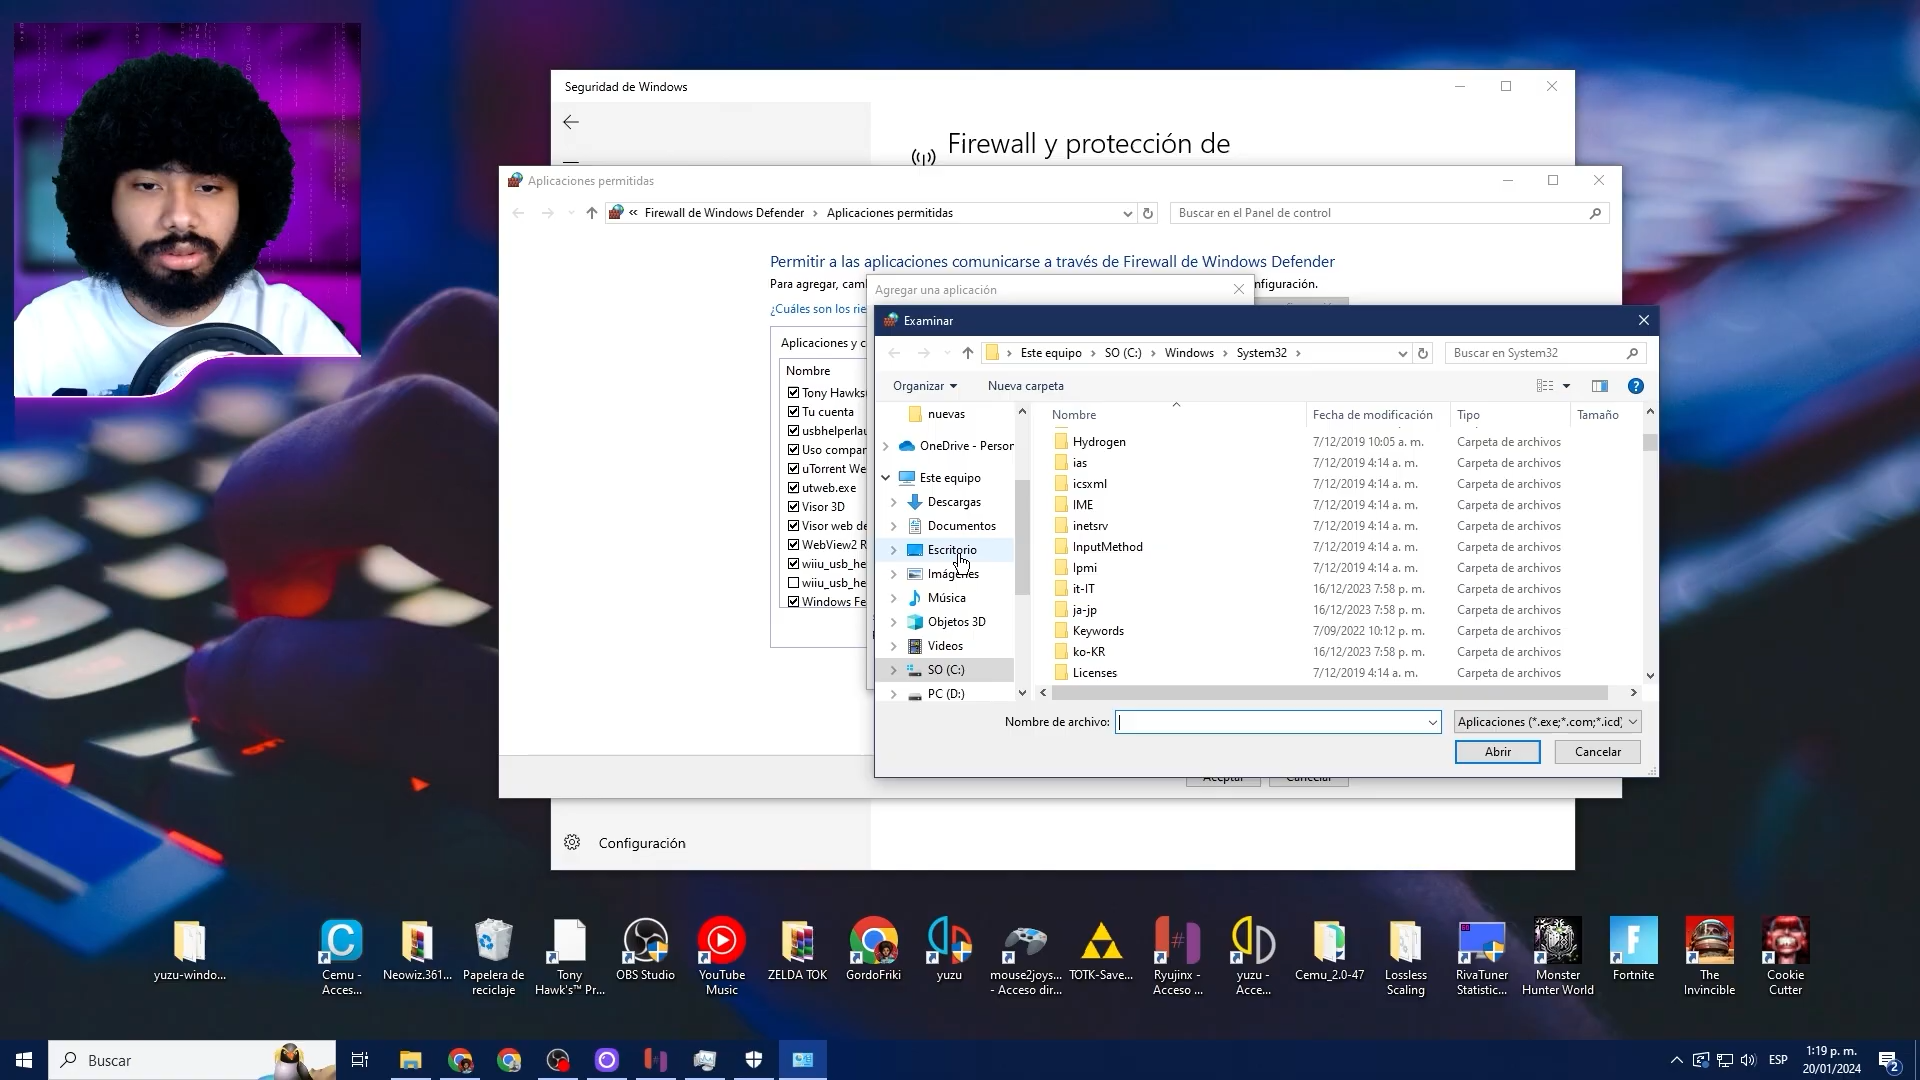 Seguridad de Windows
Firewall y protección de
Aplicaciones permitidas
« Firewall de Windows Defender › Aplicaciones permitidas
Buscar en el Panel de control
Permitir a las aplicaciones comunicarse a través de Firewall de Windows Defender
Para agregar, caml
nfiguración.
¿Cuáles son los rie
Agregar una aplicación
Aplicaciones y c
Nombre
Tony Hawks
Tu cuenta
usbhelperlau
Uso compar
uTorrent We
utweb.exe
Visor 3D
Visor web de
WebView2 R
wiiu_usb_he
wiiu_usb_he
Windows Fe
Examinar
Este equipo › SO (C:) › Windows › System32 ›
Buscar en System32
Organizar
Nueva carpeta
nuevas
OneDrive - Person
Este equipo
Descargas
Documentos
Escritorio
Imágenes
Música
Objetos 3D
Videos
SO (C:)
PC (D:)
Nombre Fecha de modificación Tipo Tamaño
Hydrogen 7/12/2019 10:05 a. m. Carpeta de archivos
ias 7/12/2019 4:14 a. m. Carpeta de archivos
icsxml 7/12/2019 4:14 a. m. Carpeta de archivos
IME 7/12/2019 4:14 a. m. Carpeta de archivos
inetsrv 7/12/2019 4:14 a. m. Carpeta de archivos
InputMethod 7/12/2019 4:14 a. m. Carpeta de archivos
Ipmi 7/12/2019 4:14 a. m. Carpeta de archivos
it-IT 16/12/2023 7:58 p. m. Carpeta de archivos
ja-jp 16/12/2023 7:58 p. m. Carpeta de archivos
Keywords 7/09/2022 10:12 p. m. Carpeta de archivos
ko-KR 16/12/2023 7:58 p. m. Carpeta de archivos
Licenses 7/12/2019 4:14 a. m. Carpeta de archivos
Nombre de archivo:
Aplicaciones (*.exe;*.com;*.icd)
Abrir
Cancelar
Aceptar
Cancelar
Configuración
yuzu-windo...
Cemu -
Acces...
Neowiz.361...
Papelera de
reciclaje
Tony
Hawk's™ Pr...
OBS Studio
YouTube
Music
ZELDA TOK
GordoFriki
yuzu
mouse2joys...
- Acceso dir...
TOTK-Save...
Ryujinx -
Acceso ...
yuzu -
Acce...
Cemu_2.0-47
Lossless
Scaling
RivaTuner
Statistic...
Monster
Hunter World
Fortnite
The
Invincible
Cookie
Cutter
Buscar
ESP
1:19 p. m.
20/01/2024
2